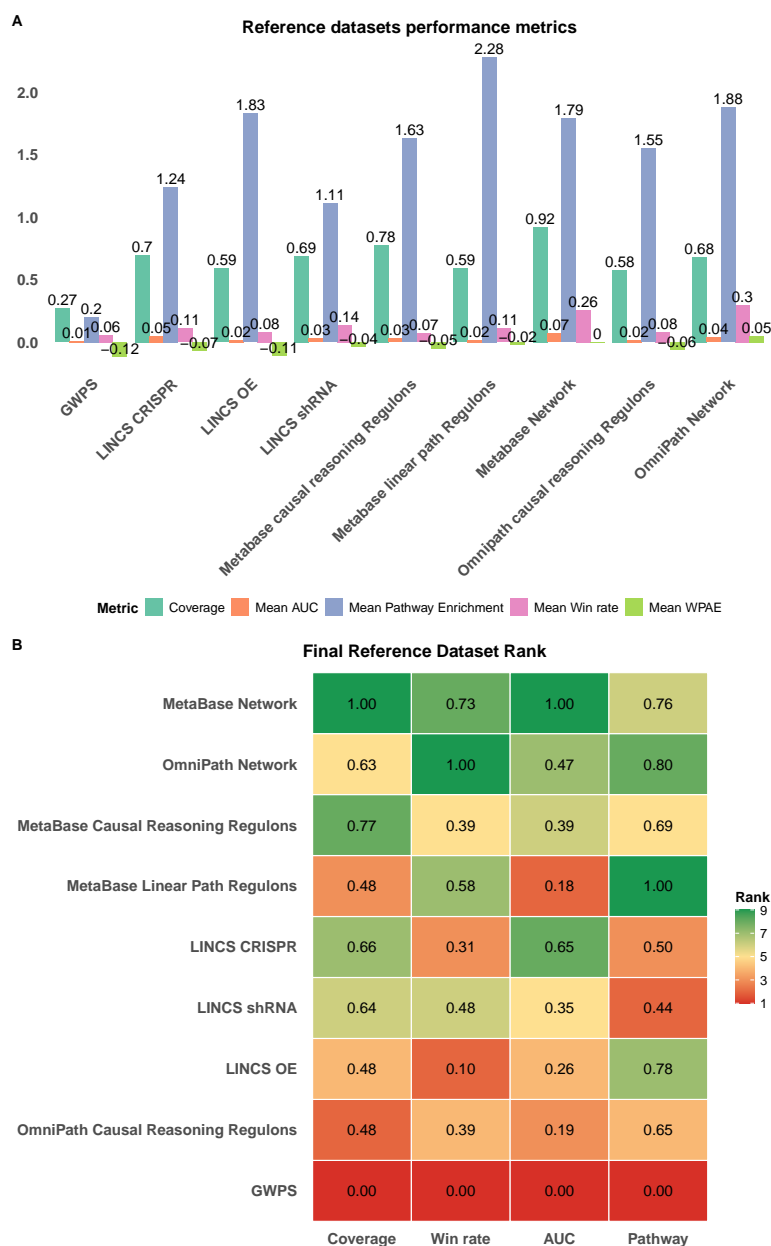 A
Reference datasets performance metrics
2.28
2.0
1.88
1.83
1.79
1.63
1.55
1.5
1.24
1.11
1.0
0.92
0.78
0.7
0.69
0.68
0.59
0.59
0.58
0.5
0.27
0.2
0.3
0.26
0.01
0.06
0.05
0.11
0.02
0.08
0.03
0.14
0.03
0.07
0.02
0.11
0.07
0
0.02
0.08
0.04
0.05
0.0
−0.12
−0.07
−0.11
−0.04
−0.05
−0.02
−0.06
GWPS
LINCS CRISPR
LINCS OE
LINCS shRNA
Metabase causal reasoning Regulons
Metabase linear path Regulons
Metabase Network
Omnipath causal reasoning Regulons
OmniPath Network
Metric Coverage Mean AUC Mean Pathway Enrichment Mean Win rate Mean WPAE
B
Final Reference Dataset Rank
MetaBase Network 1.00 0.73 1.00 0.76
OmniPath Network 0.63 1.00 0.47 0.80
MetaBase Causal Reasoning Regulons 0.77 0.39 0.39 0.69
MetaBase Linear Path Regulons 0.48 0.58 0.18 1.00
LINCS CRISPR 0.66 0.31 0.65 0.50
LINCS shRNA 0.64 0.48 0.35 0.44
LINCS OE 0.48 0.10 0.26 0.78
OmniPath Causal Reasoning Regulons 0.48 0.39 0.19 0.65
GWPS 0.00 0.00 0.00 0.00
Coverage Win rate AUC Pathway
Rank
9
7
5
3
1